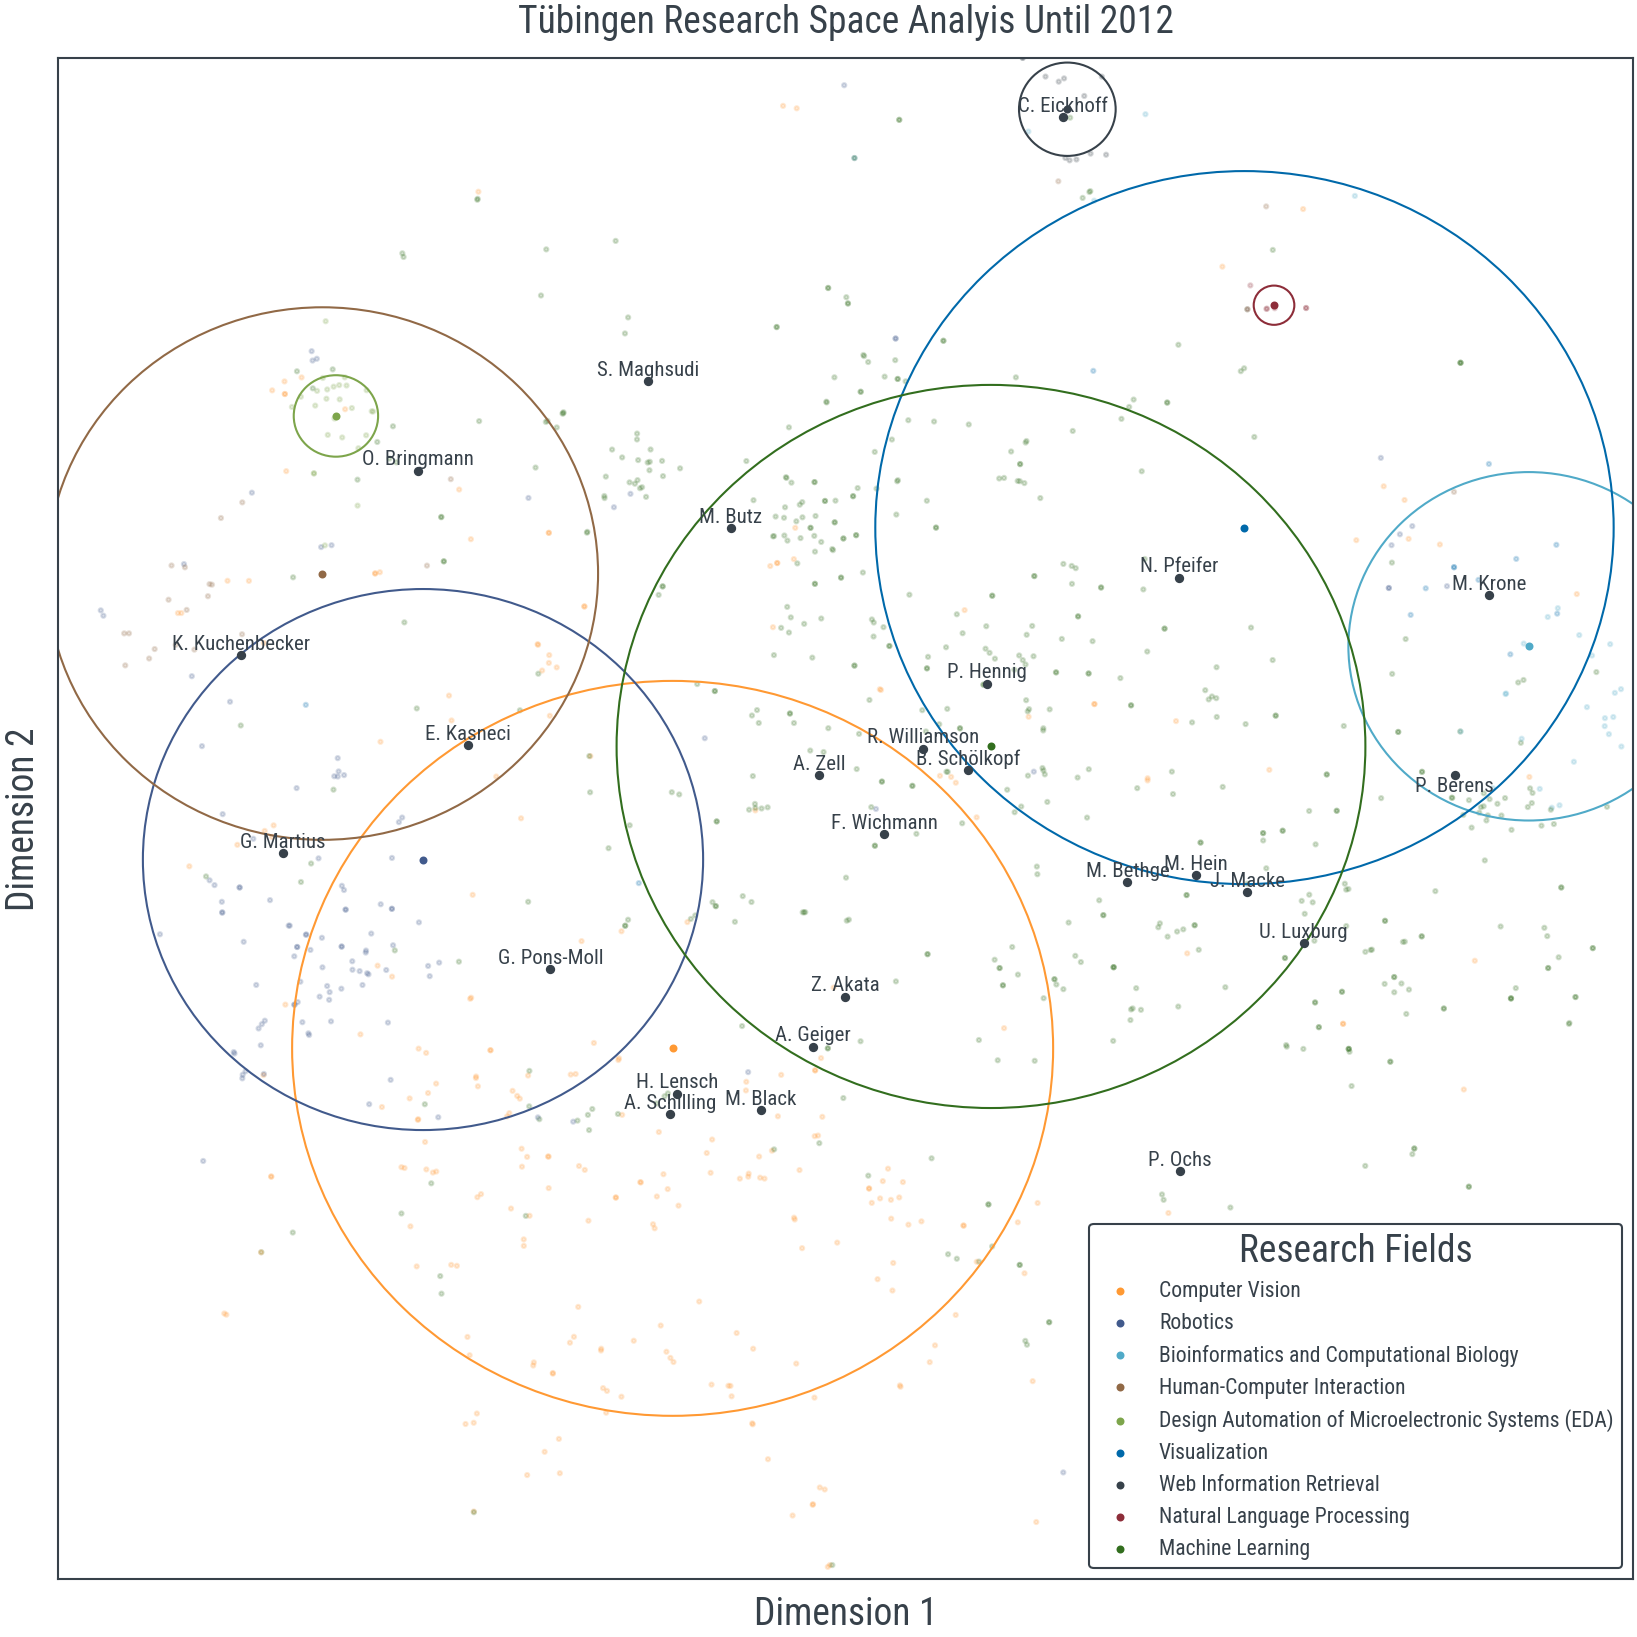 Tübingen Research Space Analyis Until 2012
C. Eickhoff
S. Maghsudi
O. Bringmann
M. Butz
N. Pfeifer
M. Krone
K. Kuchenbecker
P. Hennig
E. Kasneci
R. Williamson
B. Schölkopf
A. Zell
P. Berens
F. Wichmann
G. Martius
M. Hein
M. Bethge
J. Macke
U. Luxburg
G. Pons-Moll
Z. Akata
A. Geiger
H. Lensch
A. Schilling
M. Black
P. Ochs
Research Fields
Computer Vision
Robotics
Bioinformatics and Computational Biology
Human-Computer Interaction
Design Automation of Microelectronic Systems (EDA)
Visualization
Web Information Retrieval
Natural Language Processing
Machine Learning
Dimension 2
Dimension 1